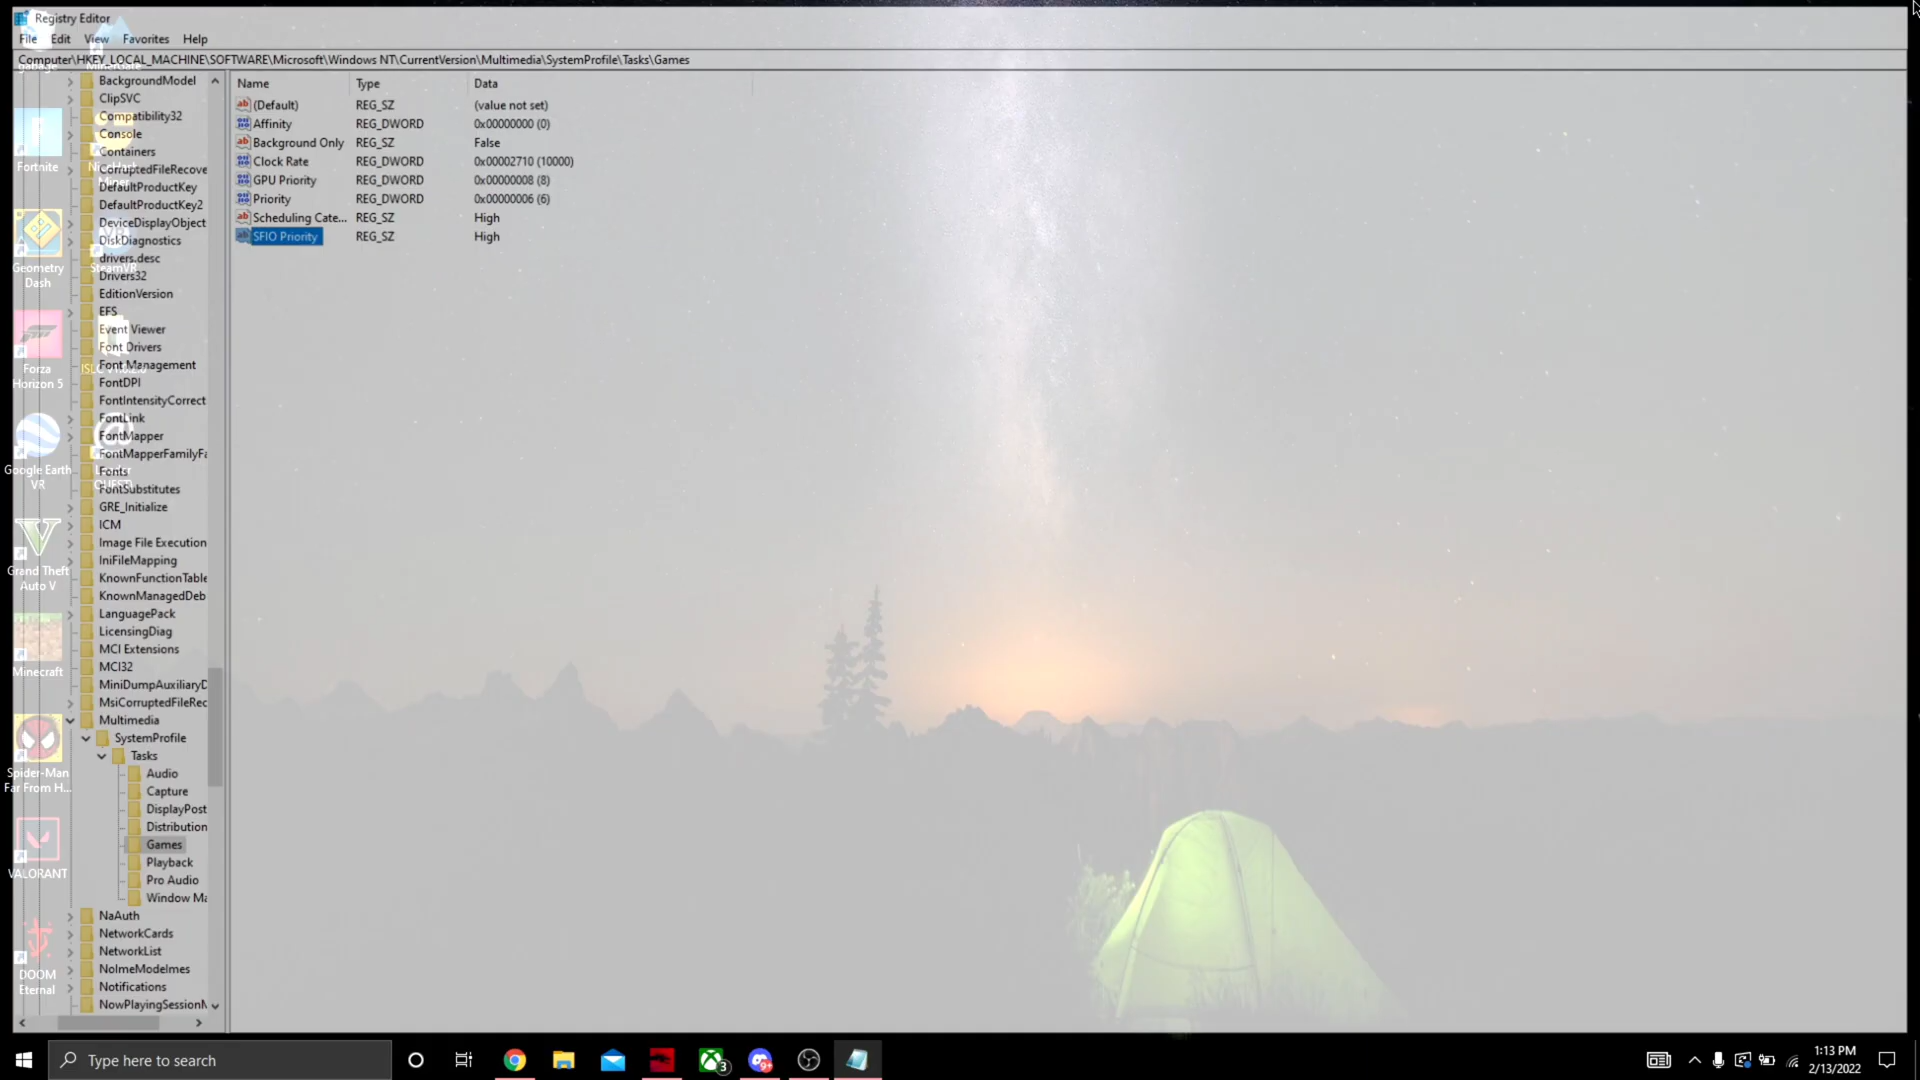 Registry Editor
File Edit View Favorites Help
Computer\HKEY_LOCAL_MACHINE\SOFTWARE\Microsoft\Windows NT\CurrentVersion\Multimedia\SystemProfile\Tasks\Games
BackgroundModel
ClipSVC
Compatibility32
Console
Containers
CorruptedFileRecove
DefaultProductKey
DefaultProductKey2
DeviceDisplayObject
DiskDiagnostics
drivers.desc
Drivers32
EditionVersion
EFS
Event Viewer
Font Drivers
Font Management
FontDPI
FontIntensityCorrect
FontLink
FontMapper
FontMapperFamilyFa
Fonts
FontSubstitutes
GRE_Initialize
ICM
Image File Execution
IniFileMapping
KnownFunctionTable
KnownManagedDeb
LanguagePack
LicensingDiag
MCI Extensions
MCI32
MiniDumpAuxiliaryD
MsiCorruptedFileRec
Multimedia
SystemProfile
Tasks
Audio
Capture
DisplayPost
Distribution
Games
Playback
Pro Audio
Window Ma
NaAuth
NetworkCards
NetworkList
NoImeModeImes
Notifications
NowPlayingSessionM
Name Type Data
(Default) REG_SZ (value not set)
Affinity REG_DWORD 0x00000000 (0)
Background Only REG_SZ False
Clock Rate REG_DWORD 0x00002710 (10000)
GPU Priority REG_DWORD 0x00000008 (8)
Priority REG_DWORD 0x00000006 (6)
Scheduling Cate... REG_SZ High
SFIO Priority REG_SZ High
Fortnite
Geometry
Dash
Forza
Horizon 5
Google Earth
VR
Grand Theft
Auto V
Minecraft
Spider-Man
Far From H...
VALORANT
DOOM
Eternal
SteamVR
Type here to search
3
9+
1:13 PM
2/13/2022